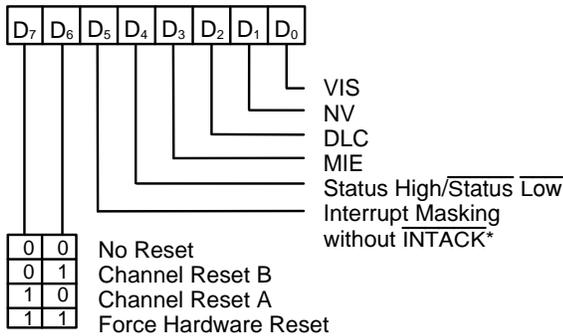 D7 D6 D5 D4 D3 D2 D1 D0
VIS
NV
DLC
MIE
Status High/Status Low
Interrupt Masking
without INTACK*
0 0 No Reset
0 1 Channel Reset B
1 0 Channel Reset A
1 1 Force Hardware Reset